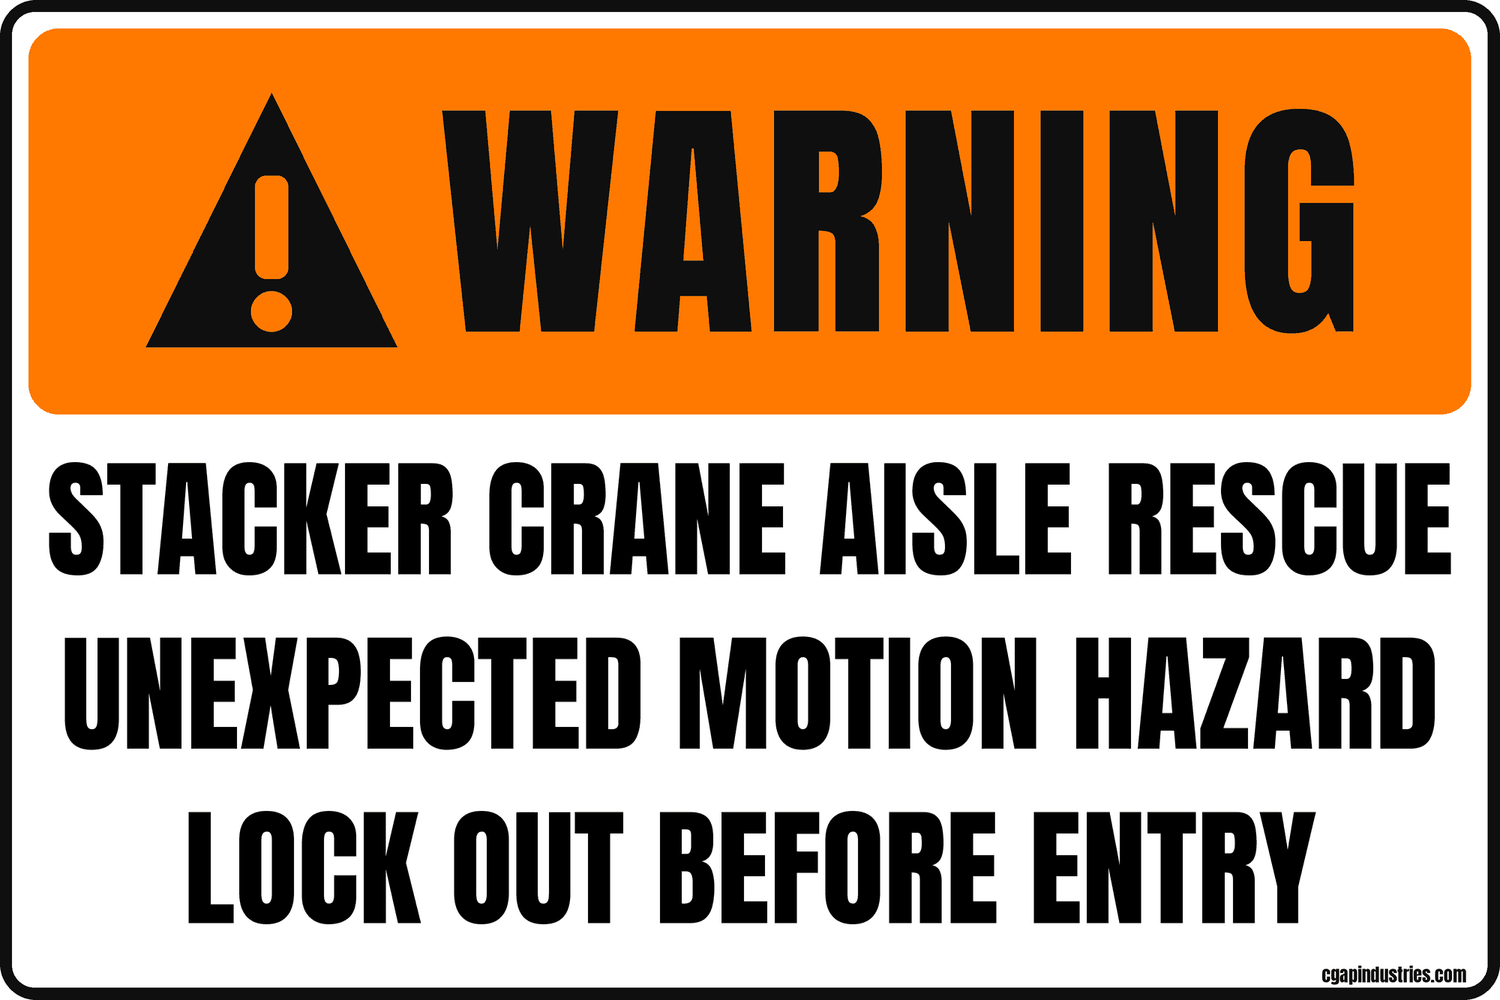 WARNING
STACKER CRANE AISLE RESCUE
UNEXPECTED MOTION HAZARD
LOCK OUT BEFORE ENTRY
cgapindustries.com